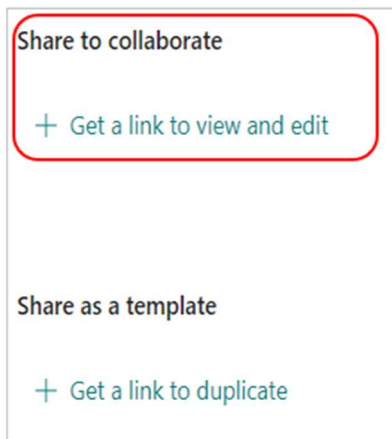 Share to collaborate
+ Get a link to view and edit
Share as a template
+ Get a link to duplicate